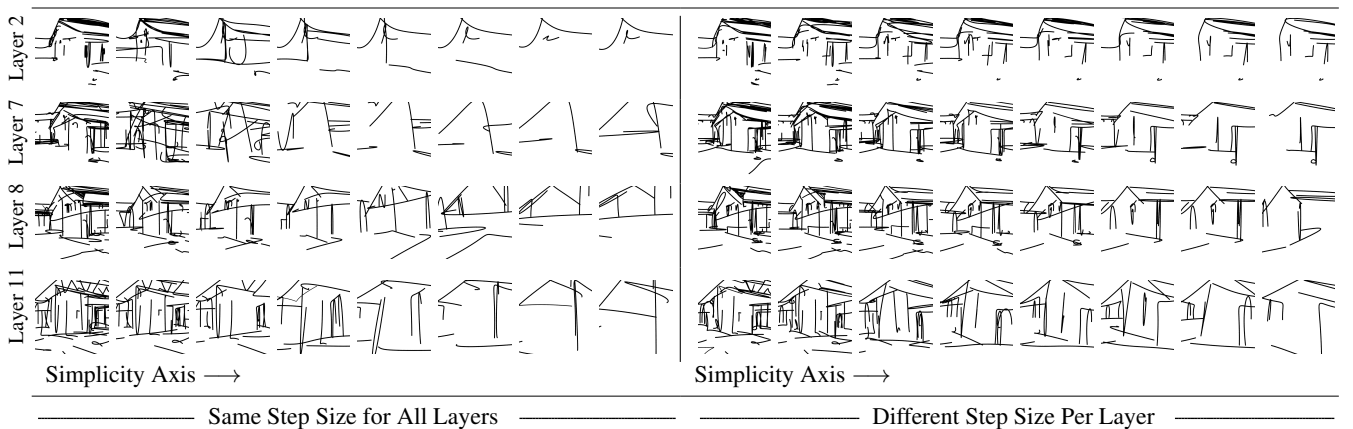 Layer 2
Layer 7
Layer 8
Layer 11
Simplicity Axis ⟶ Simplicity Axis ⟶
Same Step Size for All Layers Different Step Size Per Layer